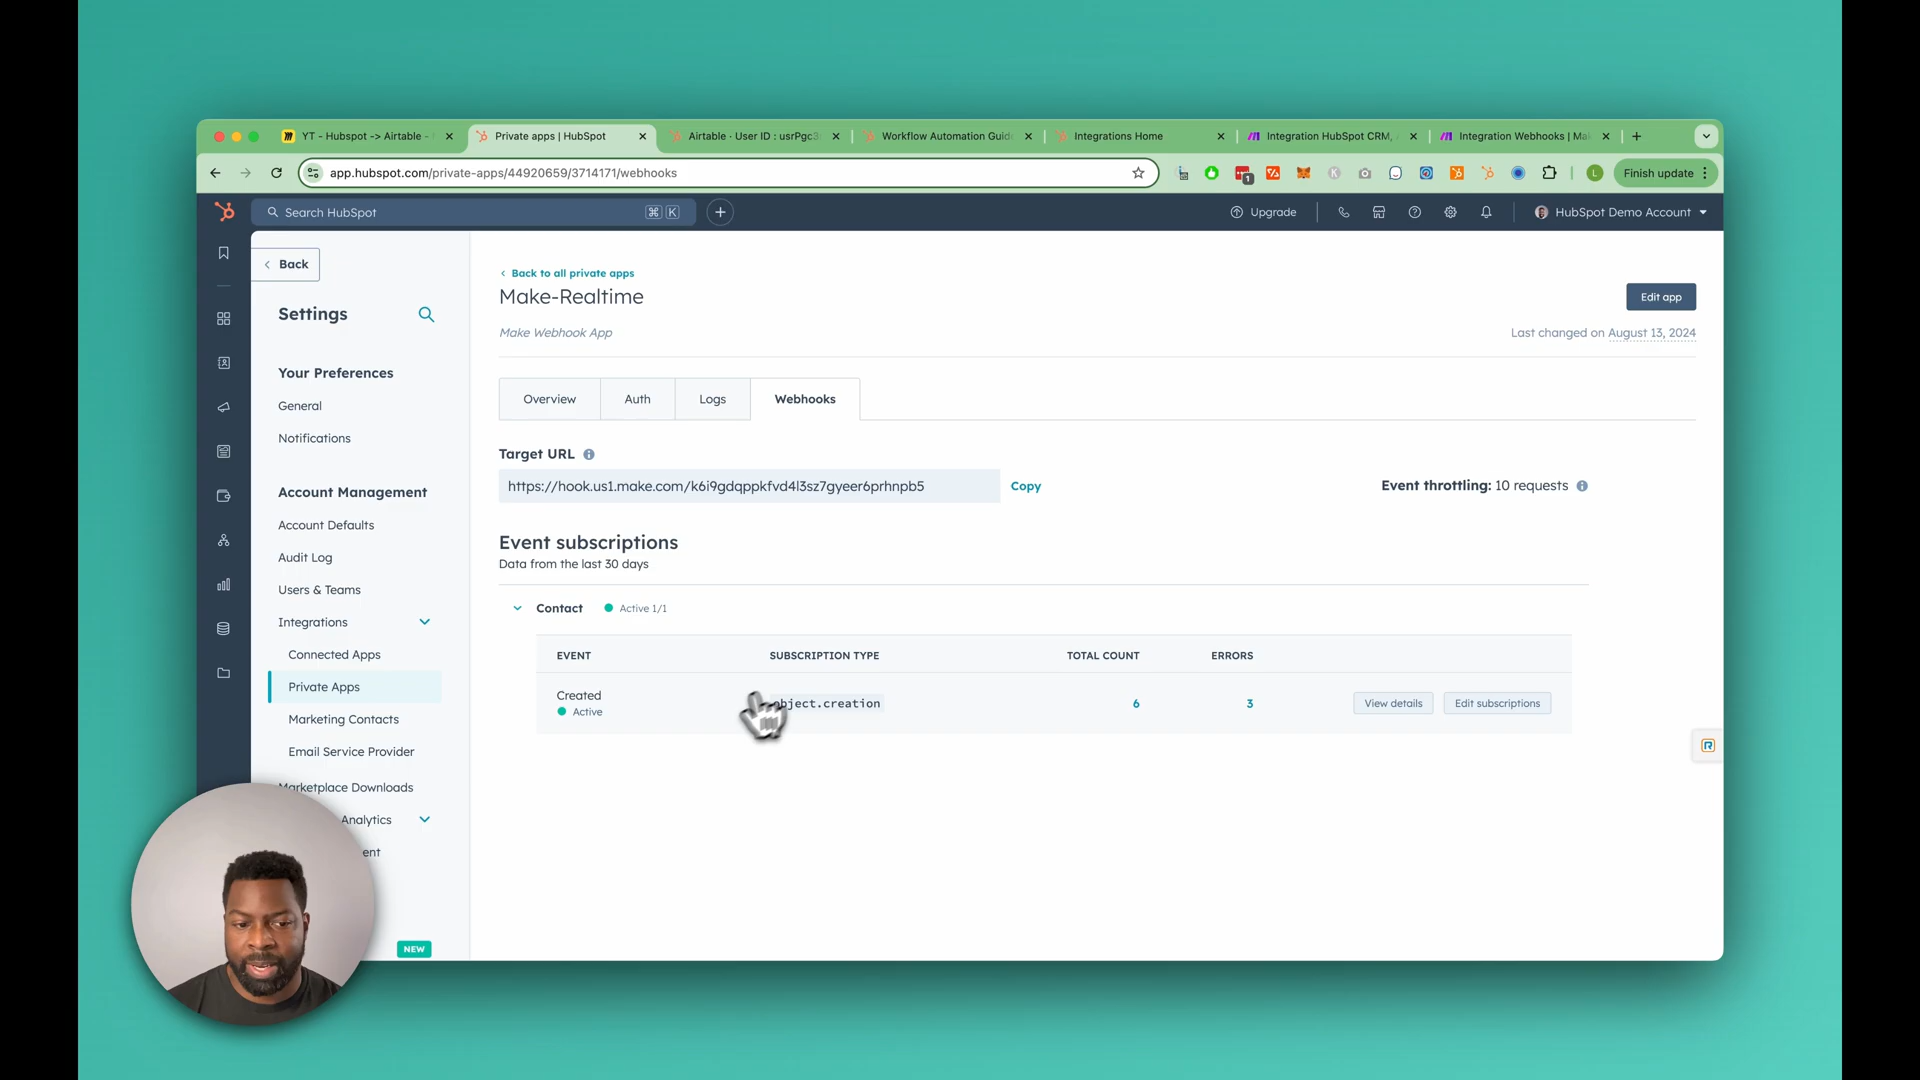 YT - Hubspot -> Airtable -
Private apps | HubSpot
Airtable · User ID : usrPgc3
Workflow Automation Guid
Integrations Home
Integration HubSpot CRM,
Integration Webhooks | Ma
app.hubspot.com/private-apps/44920659/3714171/webhooks
1
K
L
Finish update
Search HubSpot
⌘ K
Upgrade
HubSpot Demo Account
Back
Settings
Your Preferences
General
Notifications
Account Management
Account Defaults
Audit Log
Users & Teams
Integrations
Connected Apps
Private Apps
Marketing Contacts
Email Service Provider
Marketplace Downloads
Analytics
ent
NEW
Back to all private apps
Make-Realtime
Edit app
Make Webhook App
Last changed on August 13, 2024
Overview
Auth
Logs
Webhooks
Target URL
https://hook.us1.make.com/k6i9gdqppkfvd4l3sz7gyeer6prhnpb5
Copy
Event throttling: 10 requests
Event subscriptions
Data from the last 30 days
Contact
Active 1/1
EVENT
SUBSCRIPTION TYPE
TOTAL COUNT
ERRORS
Created
Active
object.creation
6
3
View details
Edit subscriptions